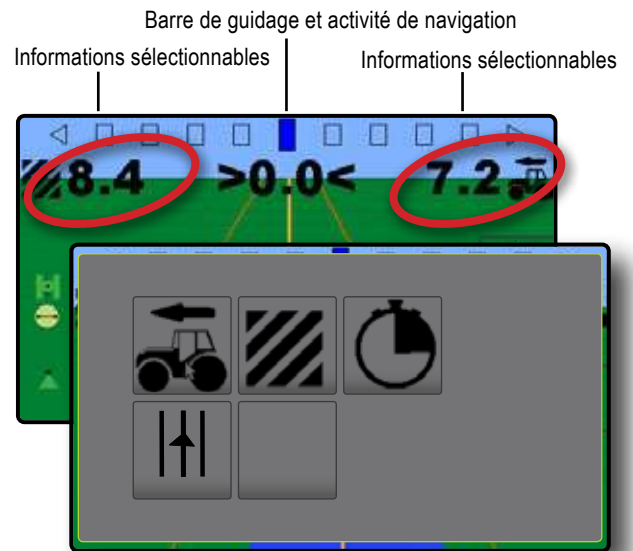 Barre de guidage et activité de navigation
Informations sélectionnables
Informations sélectionnables
8.4 >0.0< 7.2